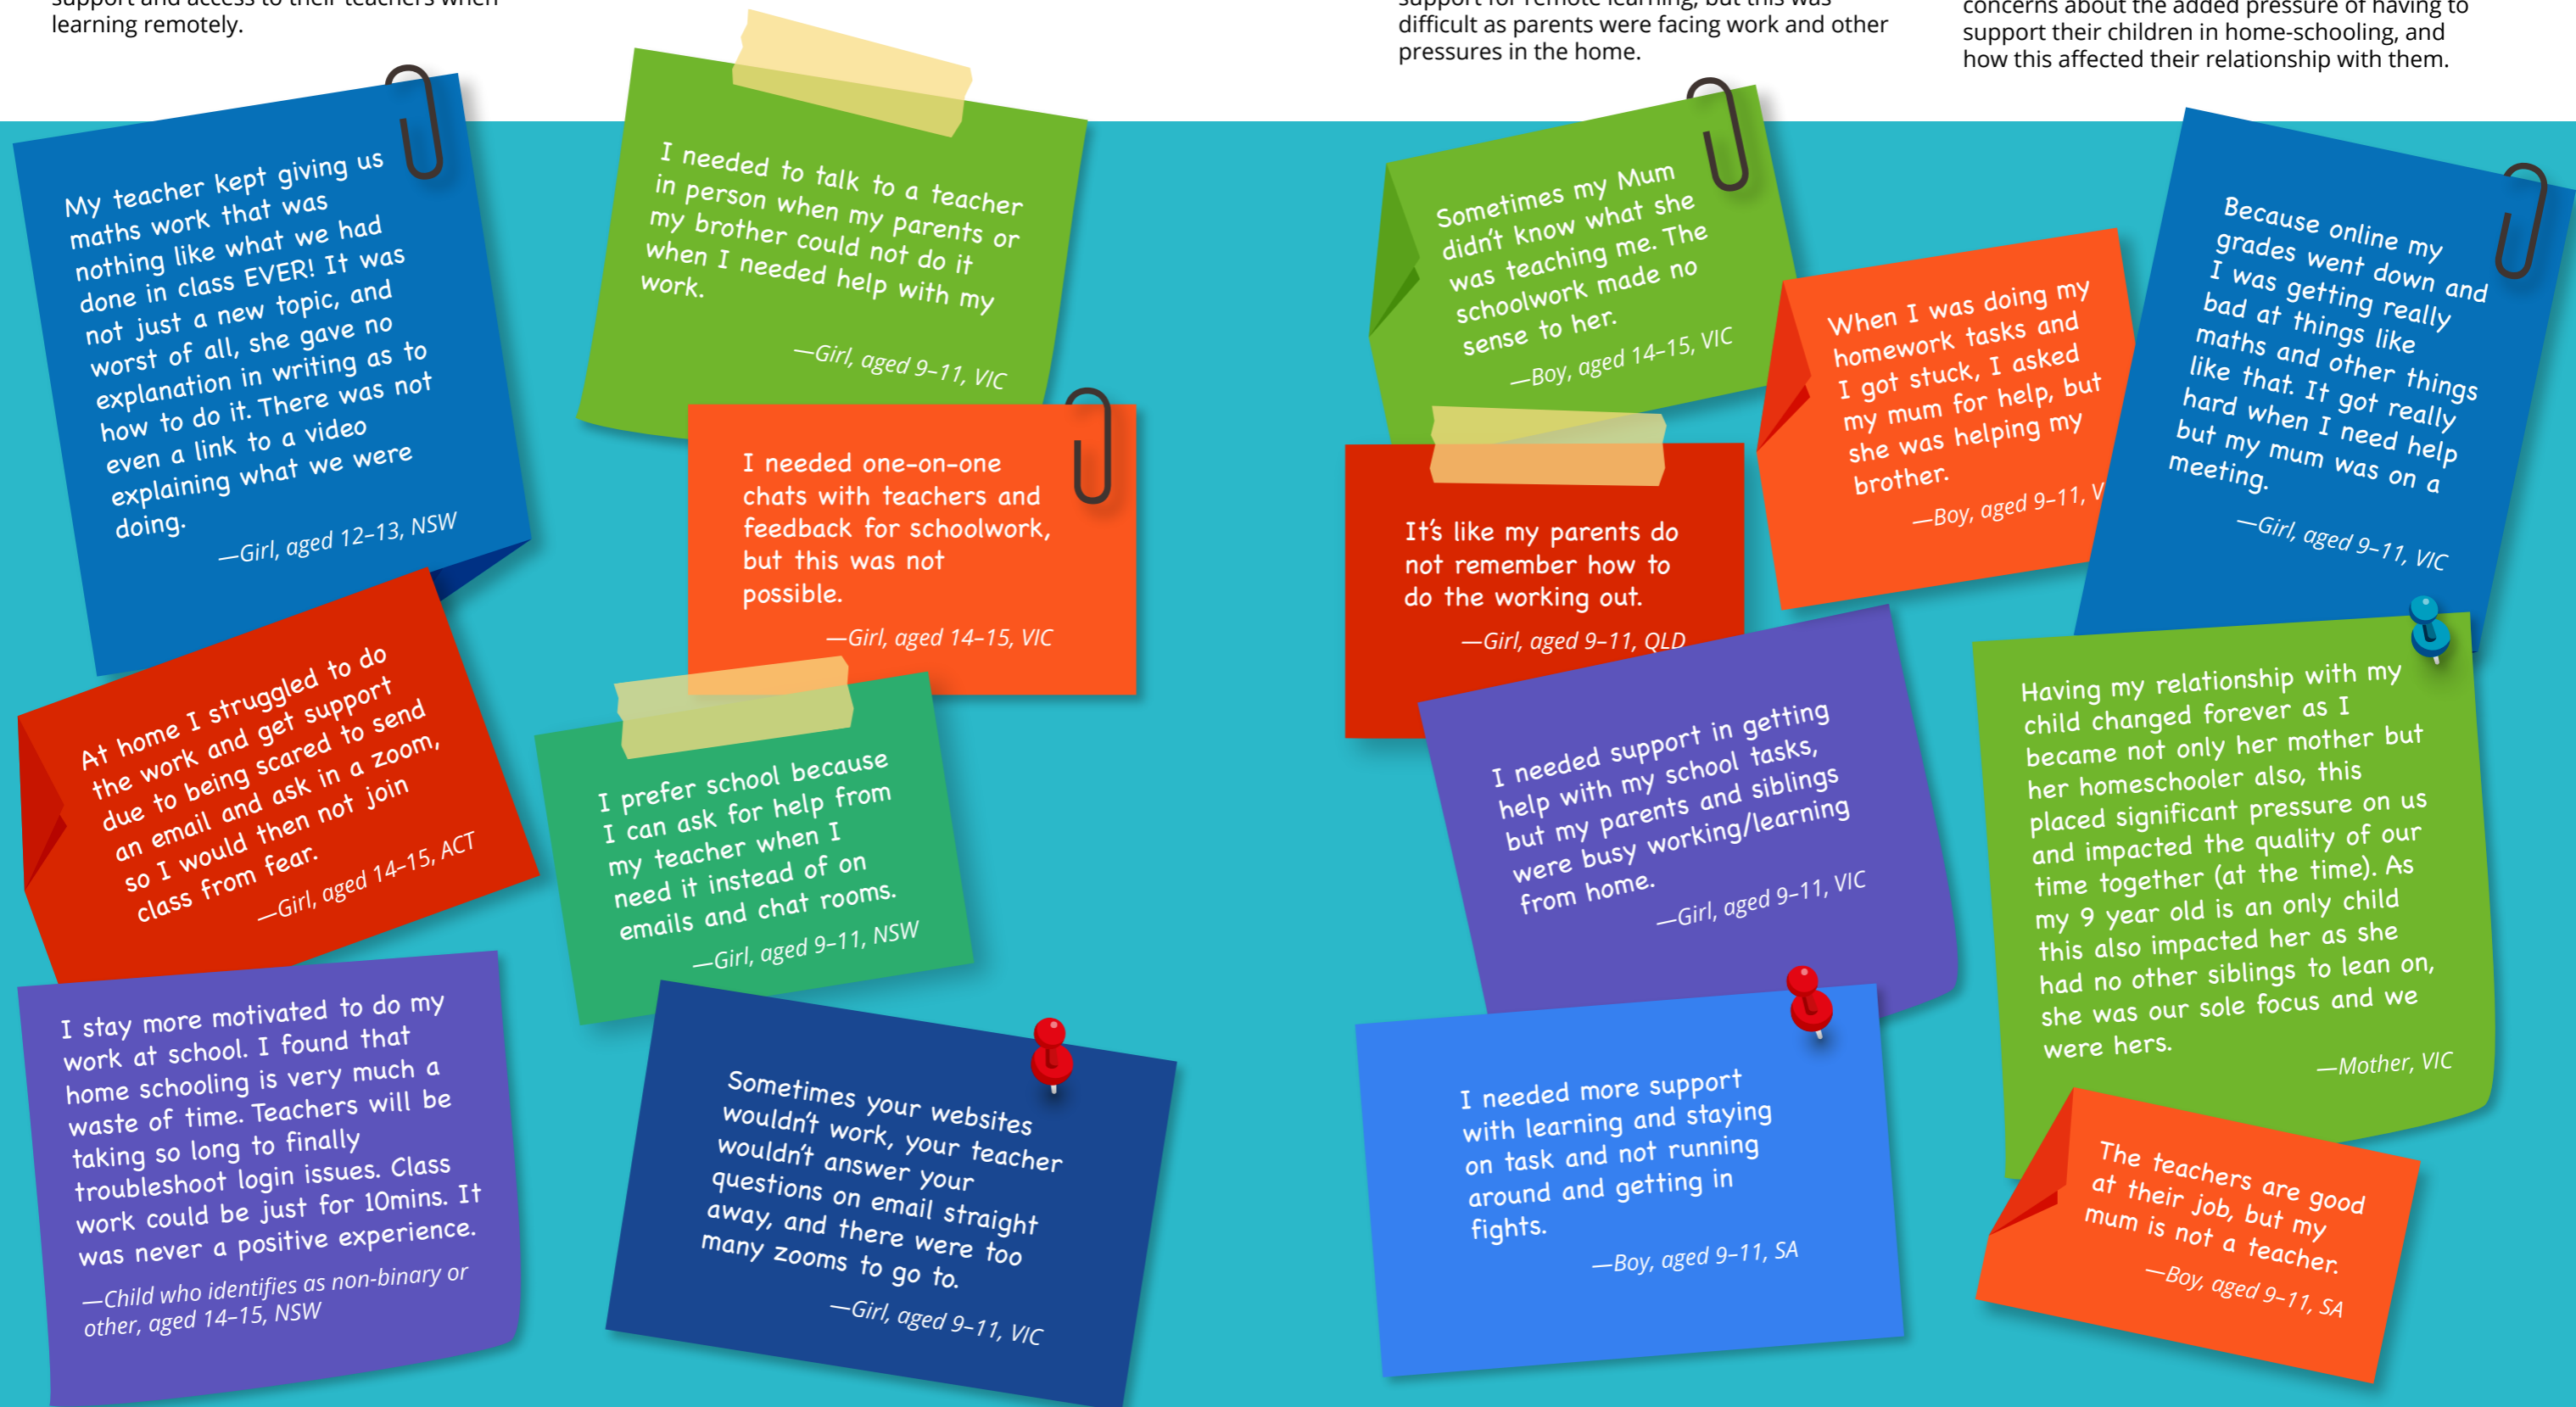 support and access to their teachers when
learning remotely.
My teacher kept giving us
maths work that was
nothing like what we had
done in class EVER! It was
not just a new topic, and
worst of all, she gave no
explanation in writing as to
how to do it. There was not
even a link to a video
explaining what we were
doing.
—Girl, aged 12–13, NSW
I needed to talk to a teacher
in person when my parents or
my brother could not do it
when I needed help with my
work.
—Girl, aged 9–11, VIC
I needed one-on-one
chats with teachers and
feedback for schoolwork,
but this was not
possible.
—Girl, aged 14–15, VIC
At home I struggled to do
the work and get support
due to being scared to send
an email and ask in a zoom,
so I would then not join
class from fear.
—Girl, aged 14–15, ACT
I prefer school because
I can ask for help from
my teacher when I
need it instead of on
emails and chat rooms.
—Girl, aged 9–11, NSW
I stay more motivated to do my
work at school. I found that
home schooling is very much a
waste of time. Teachers will be
taking so long to finally
troubleshoot login issues. Class
work could be just for 10mins. It
was never a positive experience.
—Child who identifies as non-binary or
other, aged 14–15, NSW
Sometimes your websites
wouldn't work, your teacher
wouldn't answer your
questions on email straight
away, and there were too
many zooms to go to.
—Girl, aged 9–11, VIC
support for remote learning, but this was
difficult as parents were facing work and other
pressures in the home.
concerns about the added pressure of having to
support their children in home-schooling, and
how this affected their relationship with them.
Sometimes my Mum
didn't know what she
was teaching me. The
schoolwork made no
sense to her.
—Boy, aged 14–15, VIC
When I was doing my
homework tasks and
I got stuck, I asked
my mum for help, but
she was helping my
brother.
—Boy, aged 9–11, V
Because online my
grades went down and
I was getting really
bad at things like
maths and other things
like that. It got really
hard when I need help
but my mum was on a
meeting.
—Girl, aged 9–11, VIC
It's like my parents do
not remember how to
do the working out.
—Girl, aged 9–11, QLD
I needed support in getting
help with my school tasks,
but my parents and siblings
were busy working/learning
from home.
—Girl, aged 9–11, VIC
Having my relationship with my
child changed forever as I
became not only her mother but
her homeschooler also, this
placed significant pressure on us
and impacted the quality of our
time together (at the time). As
my 9 year old is an only child
this also impacted her as she
had no other siblings to lean on,
she was our sole focus and we
were hers.
—Mother, VIC
I needed more support
with learning and staying
on task and not running
around and getting in
fights.
—Boy, aged 9–11, SA
The teachers are good
at their job, but my
mum is not a teacher.
—Boy, aged 9–11, SA